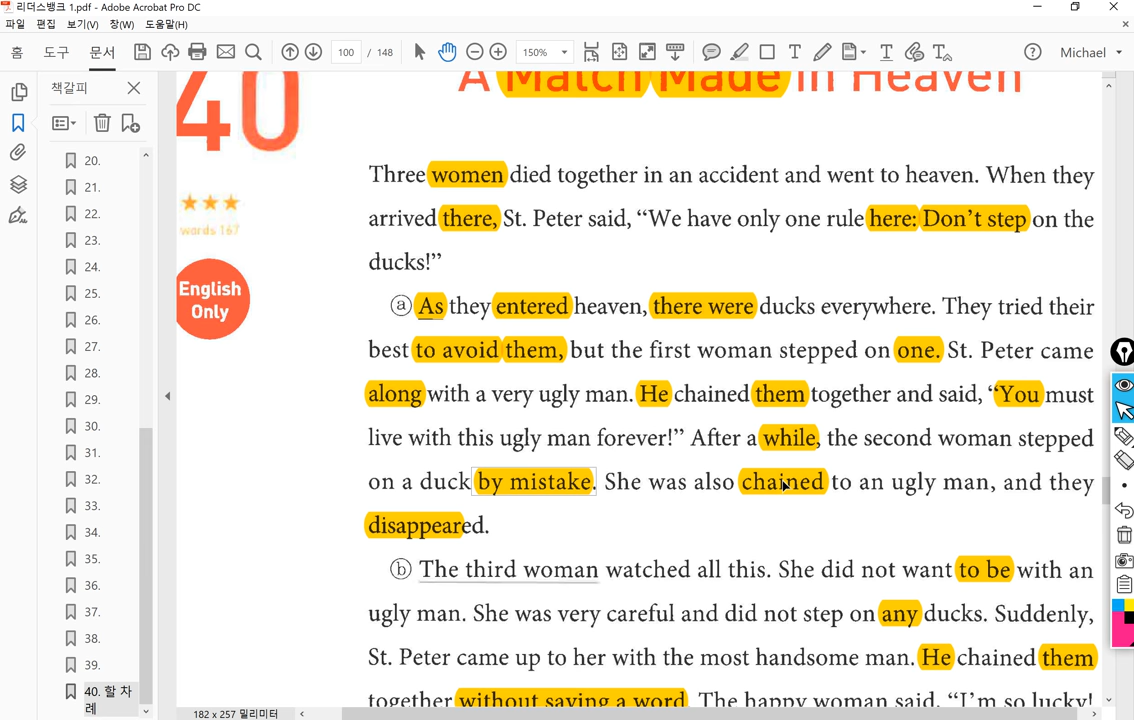 리더스뱅크 1.pdf - Adobe Acrobat Pro DC
파일 편집 보기(V) 창(W) 도움말(H)
홈 도구 문서 100 / 148 150% Michael
책갈피
20.
21.
22.
23.
24.
25.
26.
27.
28.
29.
30.
31.
32.
33.
34.
35.
36.
37.
38.
39.
40. 할 차
례
40
A Match Made in Heaven
words 167
English
Only
Three women died together in an accident and went to heaven. When they
arrived there, St. Peter said, “We have only one rule here: Don’t step on the
ducks!”
ⓐ As they entered heaven, there were ducks everywhere. They tried their
best to avoid them, but the first woman stepped on one. St. Peter came
along with a very ugly man. He chained them together and said, “You must
live with this ugly man forever!” After a while, the second woman stepped
on a duck by mistake. She was also chained to an ugly man, and they
disappeared.
ⓑ The third woman watched all this. She did not want to be with an
ugly man. She was very careful and did not step on any ducks. Suddenly,
St. Peter came up to her with the most handsome man. He chained them
together without saying a word. The happy woman said, “I’m so lucky!
182 x 257 밀리미터